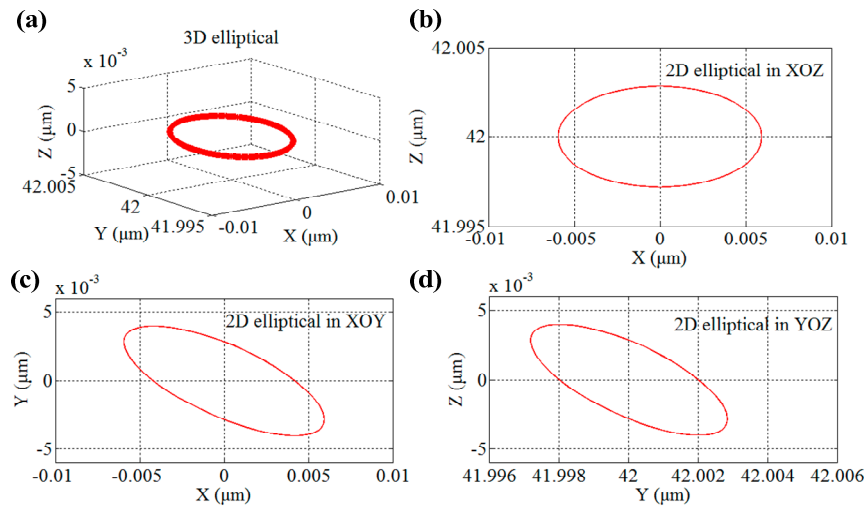 (a)
3D elliptical
x 10⁻³
5
0
-5
Z (μm)
42.005
42
41.995
Y (μm)
-0.01
0
0.01
X (μm)
(b)
2D elliptical in XOZ
42.005
42
41.995
Z (μm)
-0.01
-0.005
0
0.005
0.01
X (μm)
(c)
x 10⁻³
2D elliptical in XOY
5
0
-5
Y (μm)
-0.01
-0.005
0
0.005
0.01
X (μm)
(d)
x 10⁻³
2D elliptical in YOZ
5
0
-5
Z (μm)
41.996
41.998
42
42.002
42.004
42.006
Y (μm)